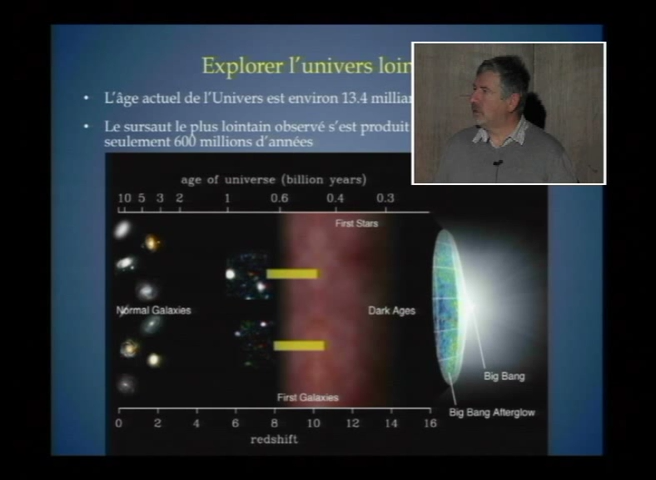 Explorer l'univers loin
• L'âge actuel de l'Univers est environ 13.4 milliar
• Le sursaut le plus lointain observé s'est produit
seulement 600 millions d'années
age of universe (billion years)
10 5 3 2 1 0.6 0.4 0.3
First Stars
Normal Galaxies
Dark Ages
Big Bang
First Galaxies
Big Bang Afterglow
0 2 4 6 8 10 12 14 16
redshift